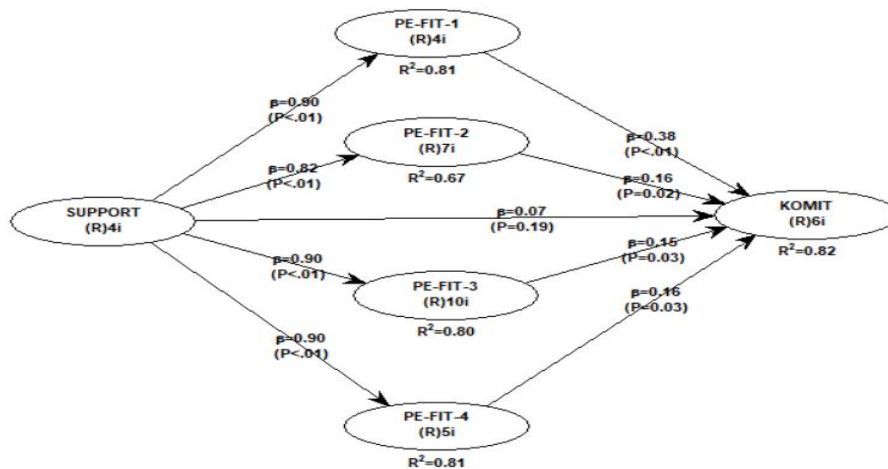 PE-FIT-1
(R)4i
R²=0.81
β=0.90
(P<.01)
β=0.38
(P<.01)
PE-FIT-2
(R)7i
R²=0.67
β=0.82
(P<.01)
β=0.16
(P=0.02)
SUPPORT
(R)4i
β=0.07
(P=0.19)
KOMIT
(R)6i
R²=0.82
β=0.90
(P<.01)
β=0.15
(P=0.03)
PE-FIT-3
(R)10i
R²=0.80
β=0.16
(P=0.03)
β=0.90
(P<.01)
PE-FIT-4
(R)5i
R²=0.81